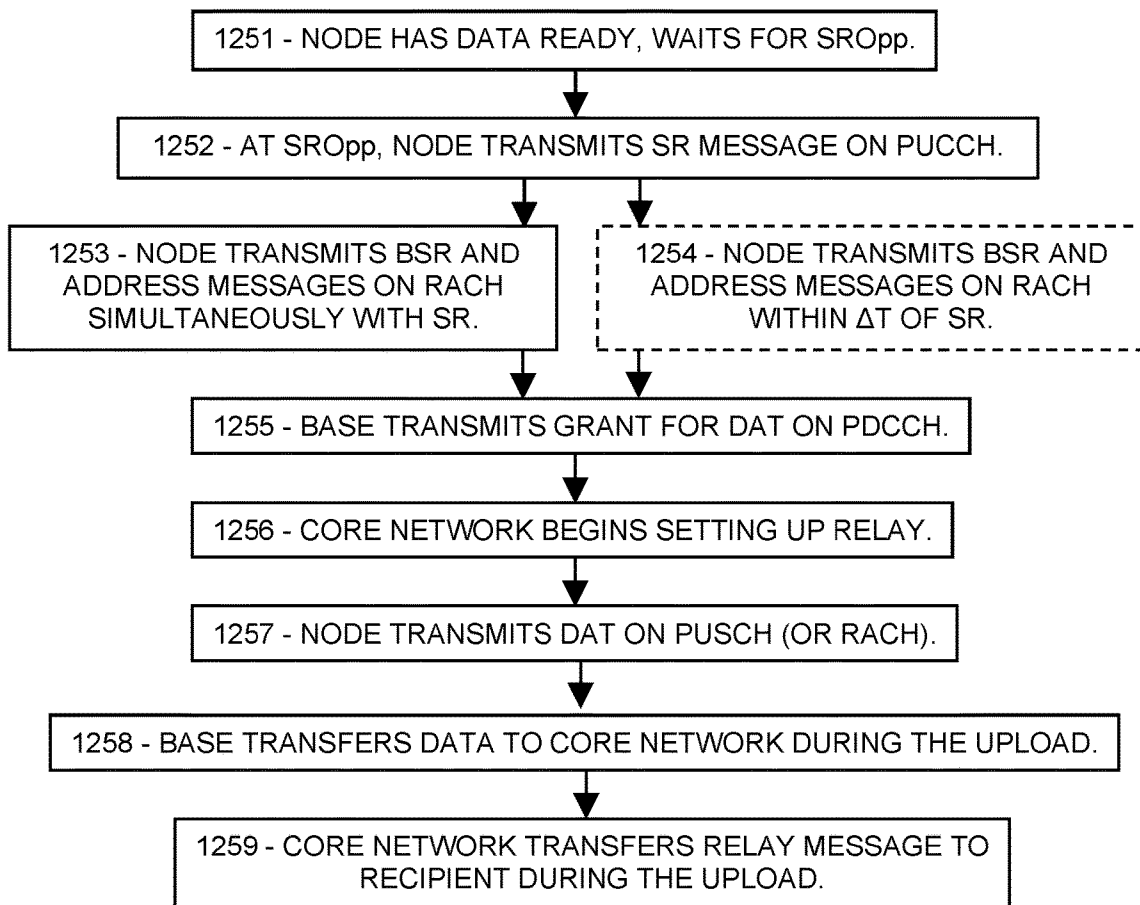 1251 - NODE HAS DATA READY, WAITS FOR SROpp.
1252 - AT SROpp, NODE TRANSMITS SR MESSAGE ON PUCCH.
1253 - NODE TRANSMITS BSR AND
ADDRESS MESSAGES ON RACH
SIMULTANEOUSLY WITH SR.
1254 - NODE TRANSMITS BSR AND
ADDRESS MESSAGES ON RACH
WITHIN ΔT OF SR.
1255 - BASE TRANSMITS GRANT FOR DAT ON PDCCH.
1256 - CORE NETWORK BEGINS SETTING UP RELAY.
1257 - NODE TRANSMITS DAT ON PUSCH (OR RACH).
1258 - BASE TRANSFERS DATA TO CORE NETWORK DURING THE UPLOAD.
1259 - CORE NETWORK TRANSFERS RELAY MESSAGE TO
RECIPIENT DURING THE UPLOAD.